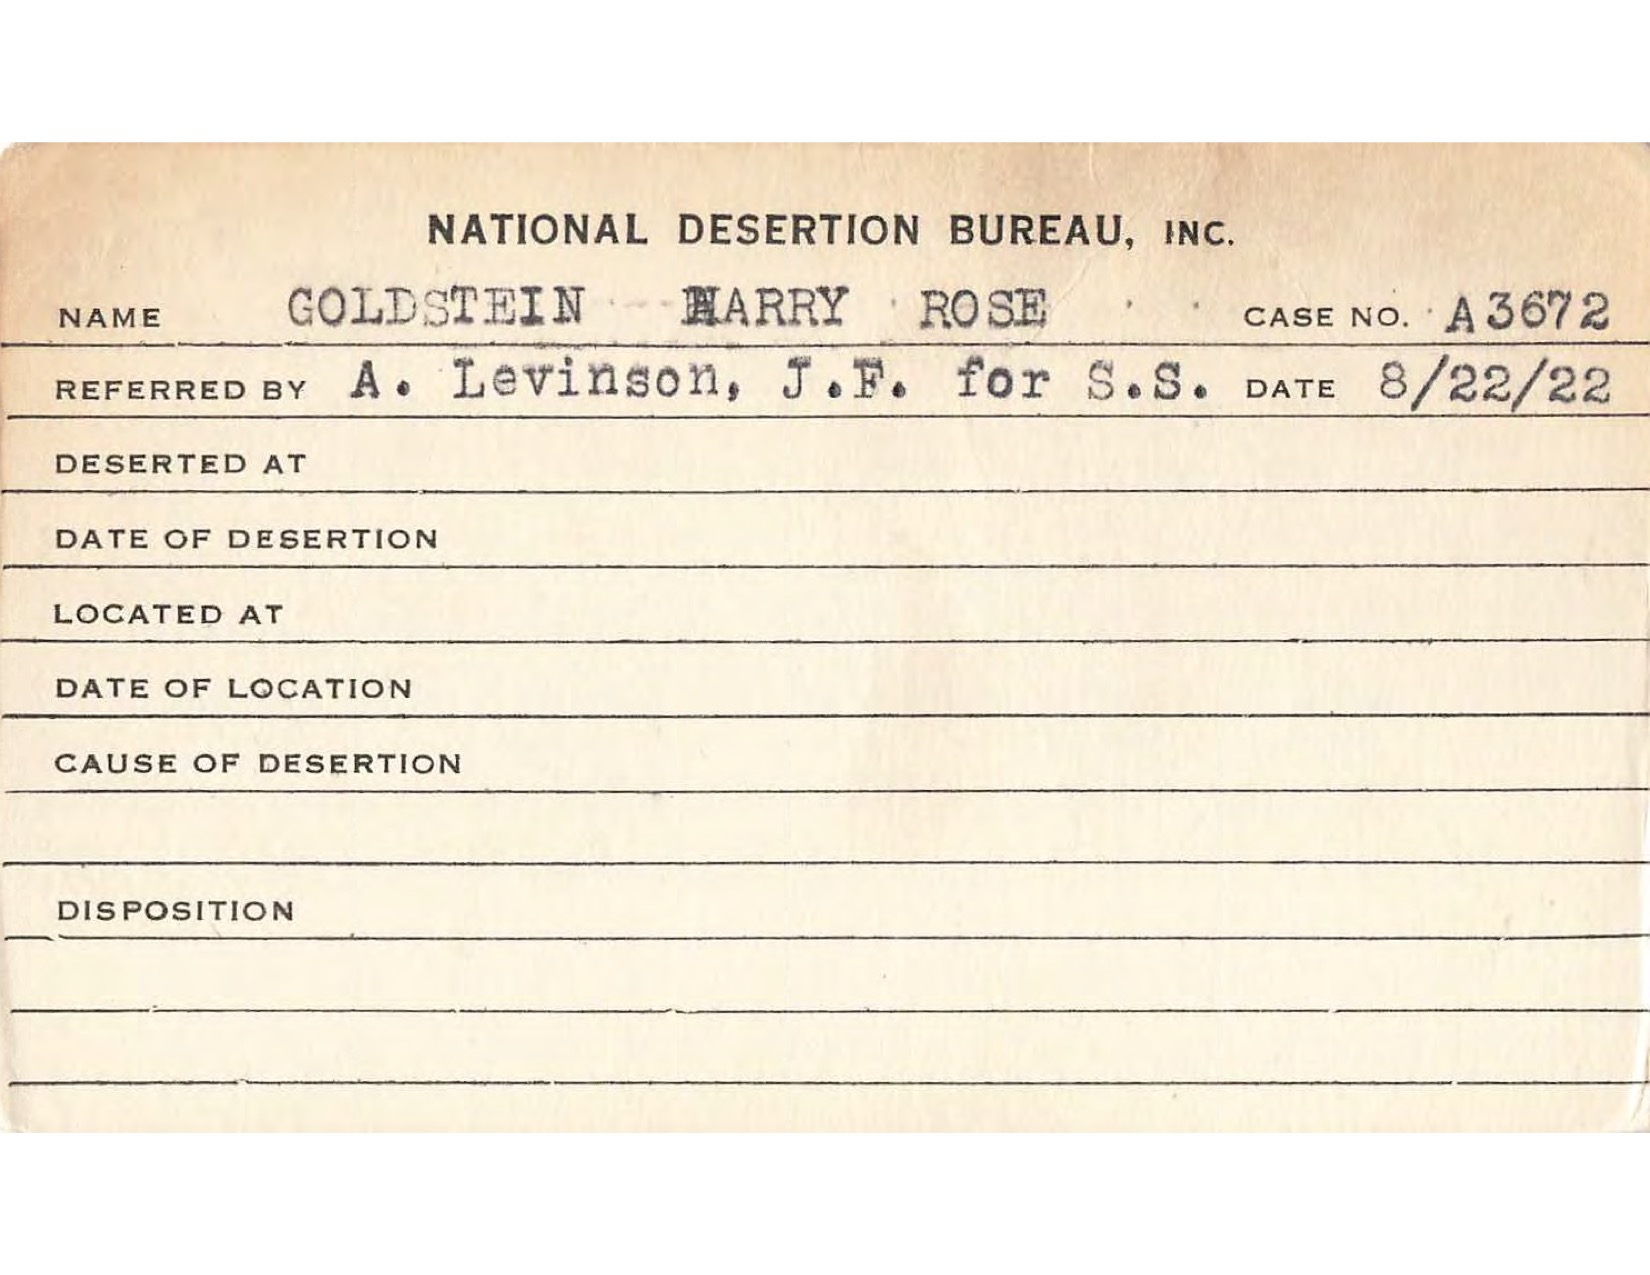 NATIONAL DESERTION BUREAU, INC.
NAME GOLDSTEIN HARRY ROSE CASE NO. A3672
REFERRED BY A. Levinson, J.F. for S.S. DATE 8/22/22
DESERTED AT
DATE OF DESERTION
LOCATED AT
DATE OF LOCATION
CAUSE OF DESERTION
DISPOSITION